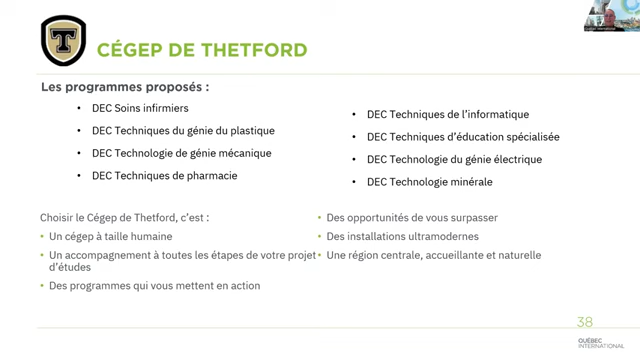 T
CÉGEP DE THETFORD
Les programmes proposés :
• DEC Soins infirmiers
• DEC Techniques du génie du plastique
• DEC Technologie de génie mécanique
• DEC Techniques de pharmacie
• DEC Techniques de l'informatique
• DEC Techniques d'éducation spécialisée
• DEC Technologie du génie électrique
• DEC Technologie minérale
Choisir le Cégep de Thetford, c'est :
• Un cégep à taille humaine
• Un accompagnement à toutes les étapes de votre projet
d'études
• Des programmes qui vous mettent en action
• Des opportunités de vous surpasser
• Des installations ultramodernes
• Une région centrale, accueillante et naturelle
38
QUÉBEC
INTERNATIONAL